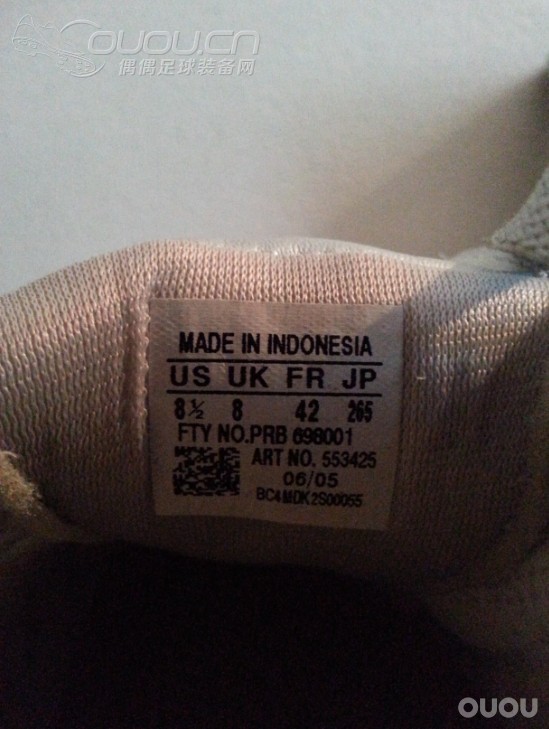 ouou.cn
偶偶足球装备网
MADE IN INDONESIA
US UK FR JP
8½ 8 42 265
FTY NO.PRB 698001
ART NO. 553425
06/05
BC4MDK2S00055
OUOU